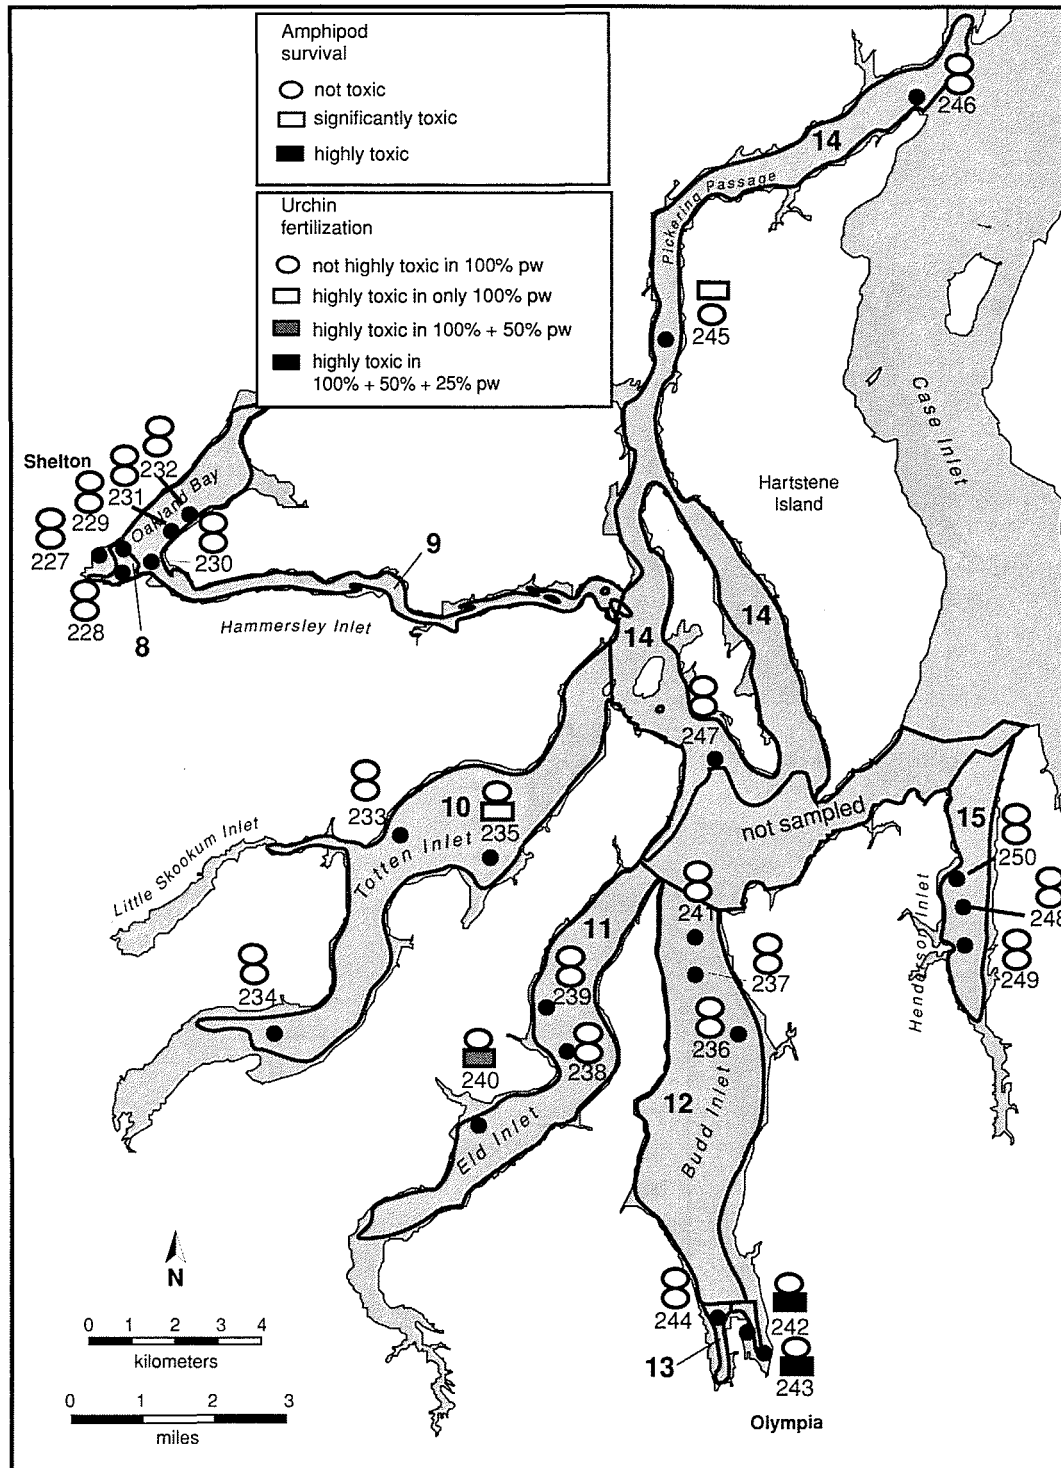 Amphipod
survival
not toxic
significantly toxic
highly toxic
Urchin
fertilization
not highly toxic in 100% pw
highly toxic in only 100% pw
highly toxic in 100% + 50% pw
highly toxic in
100% + 50% + 25% pw
246
14
Pickering Passage
245
Case Inlet
Shelton
232
231
229
227
Oakland Bay
230
228
8
9
Hammersley Inlet
Hartstene
Island
14
14
247
233
10
235
Totten Inlet
Little Skookum Inlet
234
not sampled
15
250
248
249
Henderson Inlet
241
237
236
11
239
238
240
Eld Inlet
12
Budd Inlet
244
242
243
13
Olympia
N
0 1 2 3 4
kilometers
0 1 2 3
miles